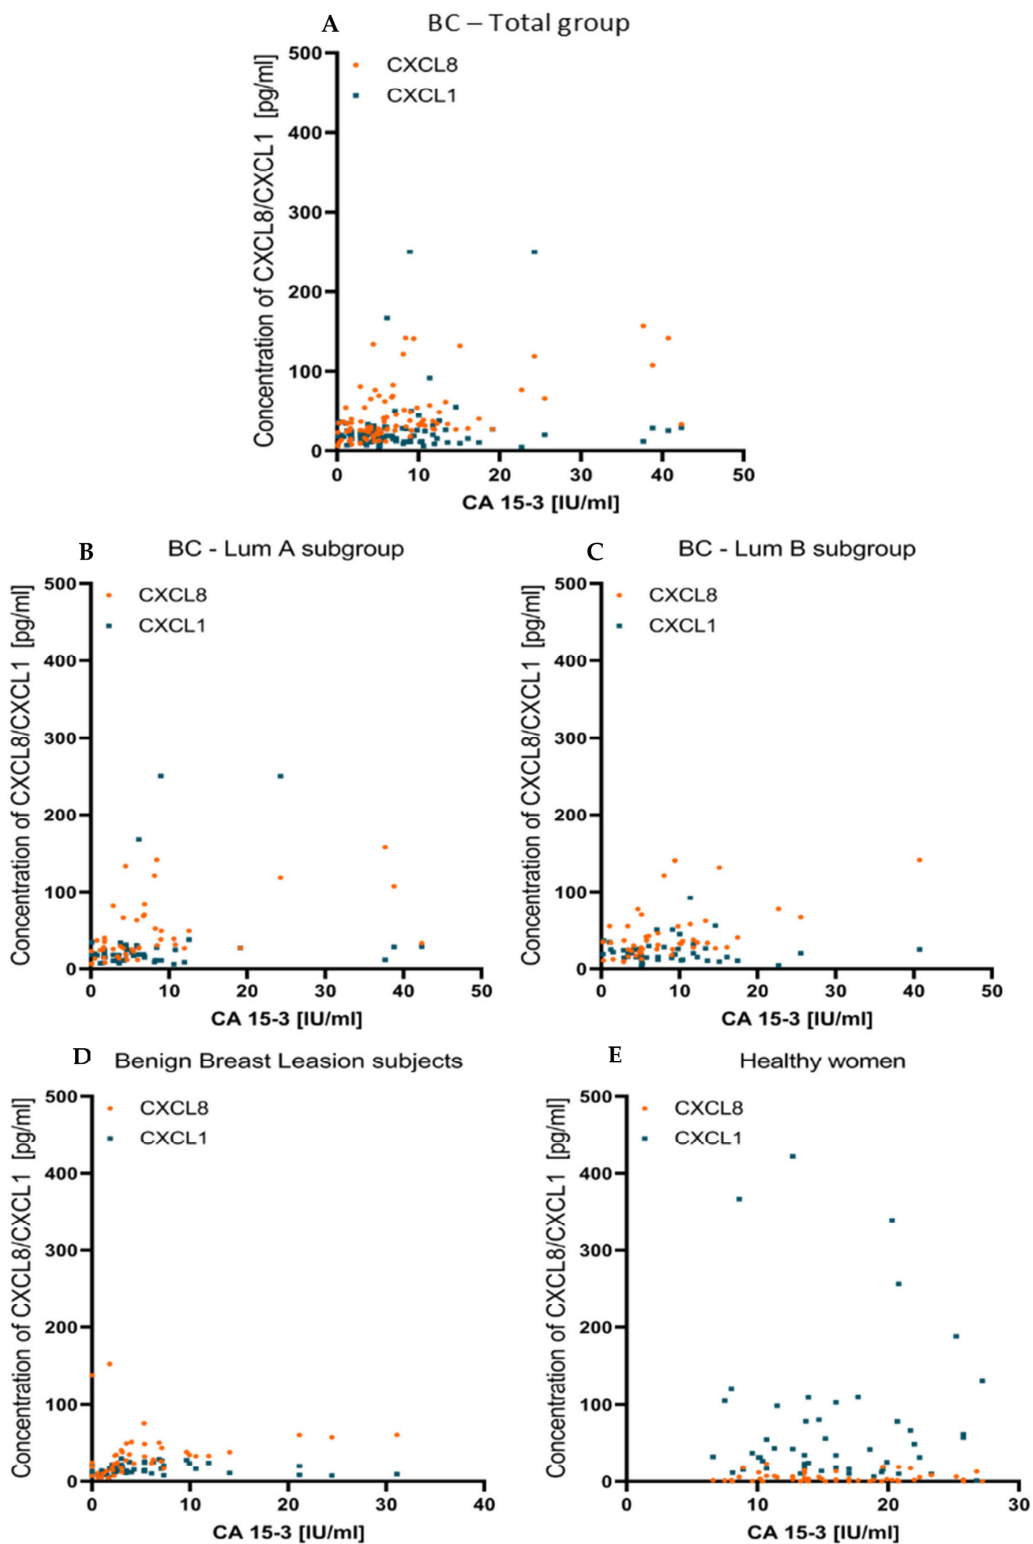 A
BC – Total group
500
400
300
200
100
0
Concentration of CXCL8/CXCL1 [pg/ml]
CXCL8
CXCL1
0 10 20 30 40 50
CA 15-3 [IU/ml]
B
BC - Lum A subgroup
500
400
300
200
100
0
Concentration of CXCL8/CXCL1 [pg/ml]
CXCL8
CXCL1
0 10 20 30 40 50
CA 15-3 [IU/ml]
C
BC - Lum B subgroup
500
400
300
200
100
0
Concentration of CXCL8/CXCL1 [pg/ml]
CXCL8
CXCL1
0 10 20 30 40 50
CA 15-3 [IU/ml]
D
Benign Breast Leasion subjects
500
400
300
200
100
0
Concentration of CXCL8/CXCL1 [pg/ml]
CXCL8
CXCL1
0 10 20 30 40
CA 15-3 [IU/ml]
E
Healthy women
500
400
300
200
100
0
Concentration of CXCL8/CXCL1 [pg/ml]
CXCL8
CXCL1
0 10 20 30
CA 15-3 [IU/ml]